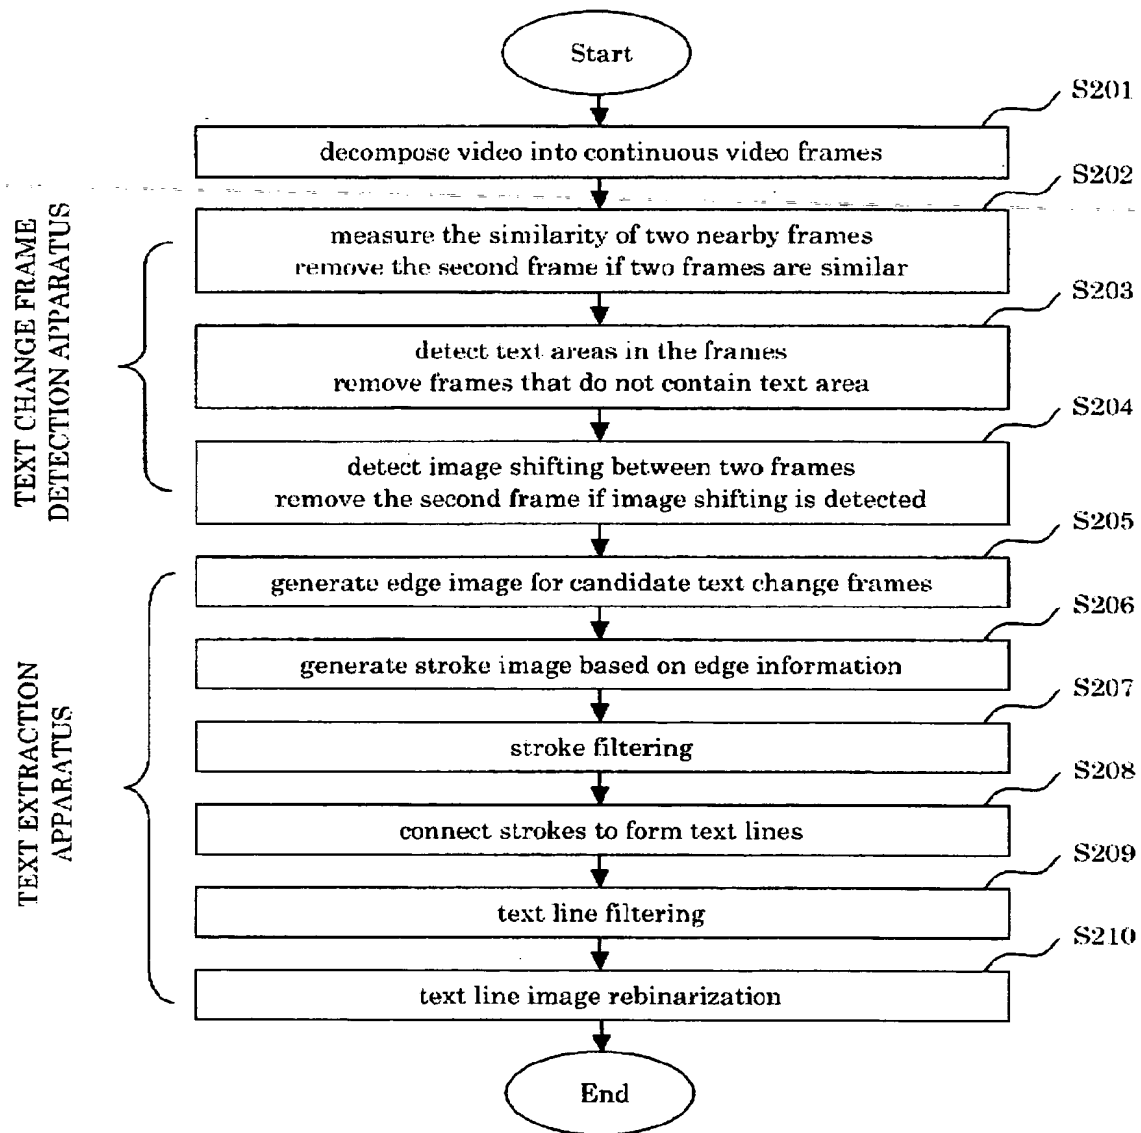 Start
S201
decompose video into continuous video frames
S202
measure the similarity of two nearby frames
remove the second frame if two frames are similar
S203
detect text areas in the frames
remove frames that do not contain text area
S204
detect image shifting between two frames
remove the second frame if image shifting is detected
TEXT CHANGE FRAME
DETECTION APPARATUS
S205
generate edge image for candidate text change frames
S206
generate stroke image based on edge information
S207
stroke filtering
S208
connect strokes to form text lines
S209
text line filtering
S210
text line image rebinarization
TEXT EXTRACTION
APPARATUS
End